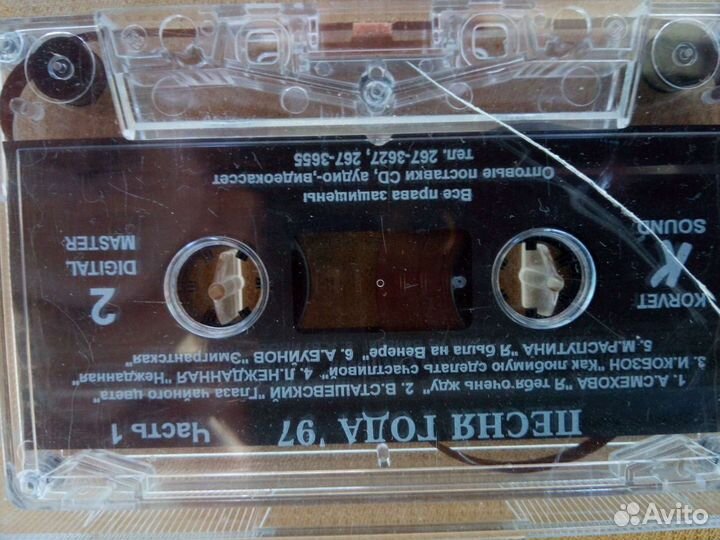 ПЕСНЯ ГОДА '97 Часть 1
1. А.СМЕХОВА "Я тебя очень жду" 2. В.СТАШЕВСКИЙ "Глаза чайного цвета"
3. И.КОБЗОН "Как любимую сделать счастливой" 4. Л.НЕЖДАННАЯ "Нежданная"
5. М.РАСПУТИНА "Я была на Венере" 6. А.БУЙНОВ "Эмигрантская"
KORVET
K
SOUND
2
DIGITAL
MASTER
Все права защищены
Оптовые поставки CD, аудио-,видеокассет
тел. 267-3627, 267-3655
Avito